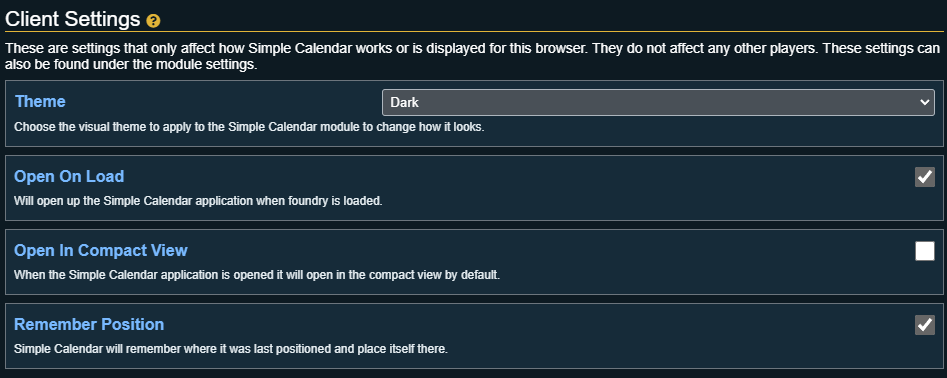 Client Settings ?
These are settings that only affect how Simple Calendar works or is displayed for this browser. They do not affect any other players. These settings can
also be found under the module settings.
Theme
Dark
Choose the visual theme to apply to the Simple Calendar module to change how it looks.
Open On Load
Will open up the Simple Calendar application when foundry is loaded.
Open In Compact View
When the Simple Calendar application is opened it will open in the compact view by default.
Remember Position
Simple Calendar will remember where it was last positioned and place itself there.